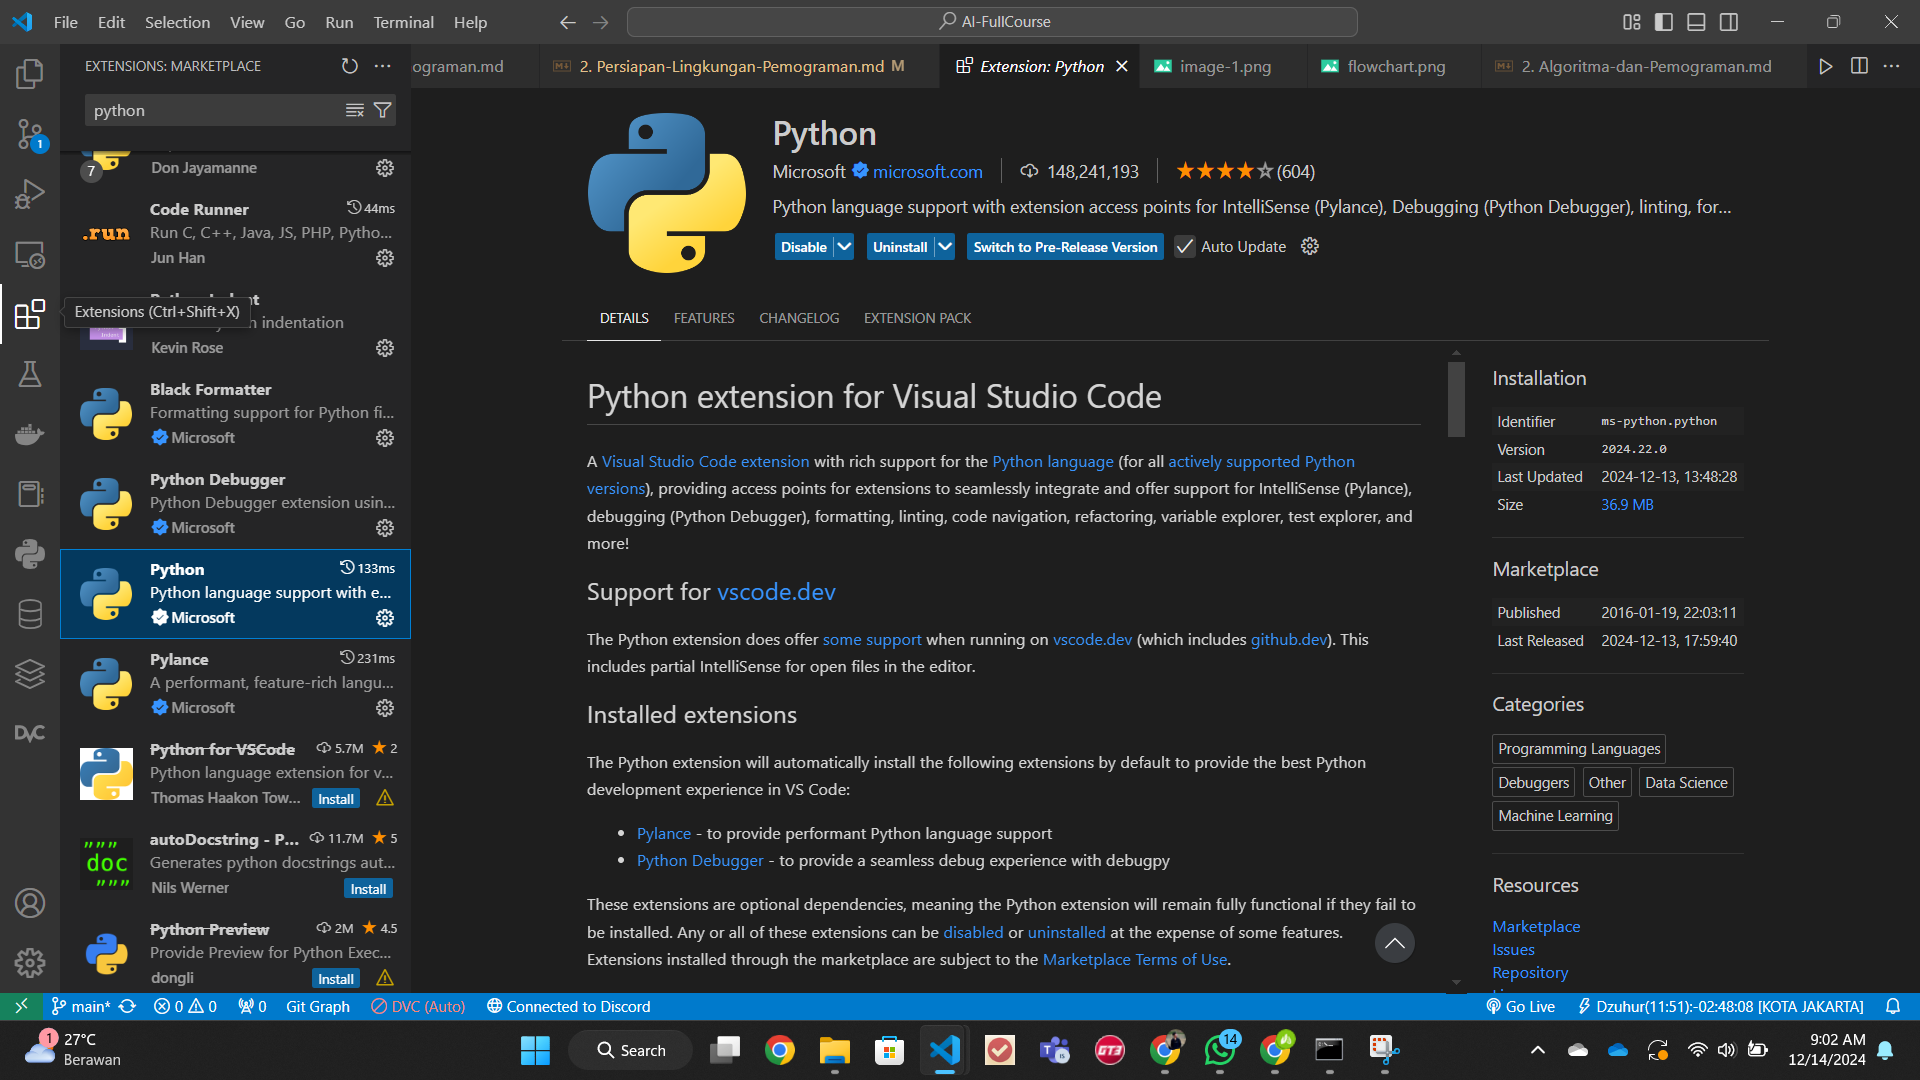 File Edit Selection View Go Run Terminal Help
AI-FullCourse
EXTENSIONS: MARKETPLACE
ograman.md
2. Persiapan-Lingkungan-Pemograman.md M
Extension: Python
image-1.png
flowchart.png
2. Algoritma-dan-Pemograman.md
1
python
7
Don Jayamanne
Code Runner 44ms
Run C, C++, Java, JS, PHP, Pytho...
Jun Han
Extensions (Ctrl+Shift+X)
indentation
Kevin Rose
Black Formatter
Formatting support for Python fi...
Microsoft
Python Debugger
Python Debugger extension usin...
Microsoft
Python 133ms
Python language support with e...
Microsoft
Pylance 231ms
A performant, feature-rich langu...
Microsoft
Python for VSCode 5.7M 2
Python language extension for v...
Thomas Haakon Tow... Install
autoDocstring - P... 11.7M 5
Generates python docstrings aut...
Nils Werner Install
Python Preview 2M 4.5
Provide Preview for Python Exec...
dongli Install
.run
""" doc """
DVC
Python
Microsoft microsoft.com 148,241,193 (604)
Python language support with extension access points for IntelliSense (Pylance), Debugging (Python Debugger), linting, for...
Disable Uninstall Switch to Pre-Release Version Auto Update
DETAILS FEATURES CHANGELOG EXTENSION PACK
Python extension for Visual Studio Code
A Visual Studio Code extension with rich support for the Python language (for all actively supported Python
versions), providing access points for extensions to seamlessly integrate and offer support for IntelliSense (Pylance),
debugging (Python Debugger), formatting, linting, code navigation, refactoring, variable explorer, test explorer, and
more!
Support for vscode.dev
The Python extension does offer some support when running on vscode.dev (which includes github.dev). This
includes partial IntelliSense for open files in the editor.
Installed extensions
The Python extension will automatically install the following extensions by default to provide the best Python
development experience in VS Code:
• Pylance - to provide performant Python language support
• Python Debugger - to provide a seamless debug experience with debugpy
These extensions are optional dependencies, meaning the Python extension will remain fully functional if they fail to
be installed. Any or all of these extensions can be disabled or uninstalled at the expense of some features.
Extensions installed through the marketplace are subject to the Marketplace Terms of Use.
Installation
Identifier ms-python.python
Version 2024.22.0
Last Updated 2024-12-13, 13:48:28
Size 36.9 MB
Marketplace
Published 2016-01-19, 22:03:11
Last Released 2024-12-13, 17:59:40
Categories
Programming Languages
Debuggers Other Data Science
Machine Learning
Resources
Marketplace
Issues
Repository
main* 0 0 0 Git Graph DVC (Auto) Connected to Discord
Go Live Dzuhur(11:51):-02:48:08 [KOTA JAKARTA]
1
27°C
Berawan
Search
GT3
14
9:02 AM
12/14/2024